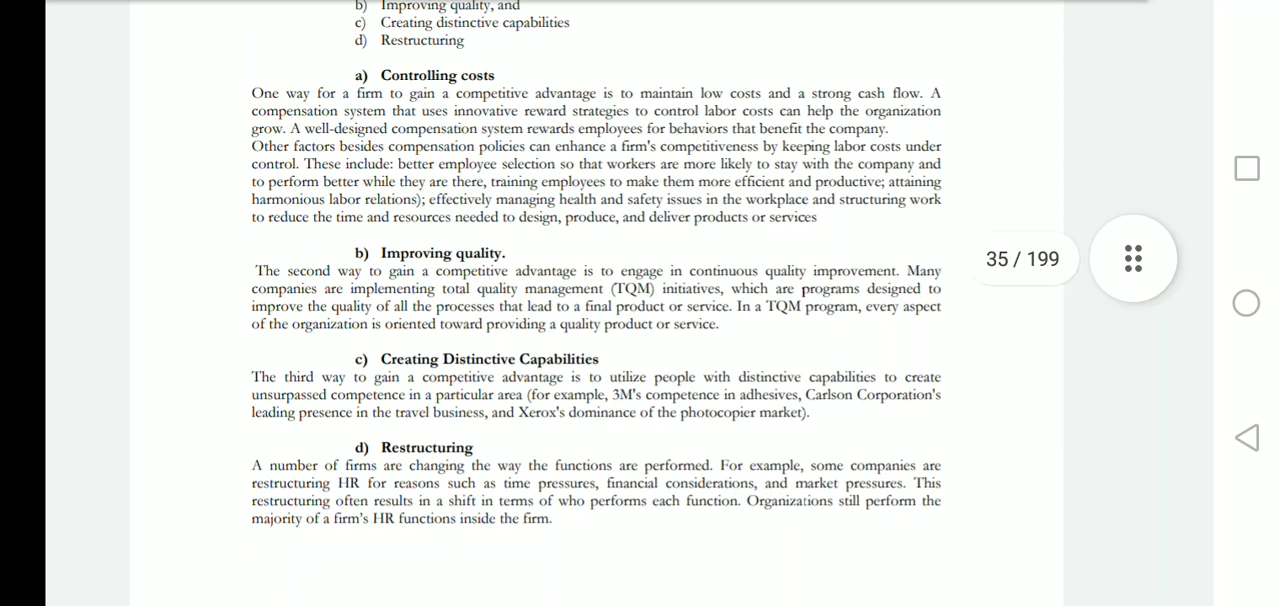 b) Improving quality, and
c) Creating distinctive capabilities
d) Restructuring
a) Controlling costs
One way for a firm to gain a competitive advantage is to maintain low costs and a strong cash flow. A
compensation system that uses innovative reward strategies to control labor costs can help the organization
grow. A well-designed compensation system rewards employees for behaviors that benefit the company.
Other factors besides compensation policies can enhance a firm's competitiveness by keeping labor costs under
control. These include: better employee selection so that workers are more likely to stay with the company and
to perform better while they are there, training employees to make them more efficient and productive; attaining
harmonious labor relations); effectively managing health and safety issues in the workplace and structuring work
to reduce the time and resources needed to design, produce, and deliver products or services
b) Improving quality.
The second way to gain a competitive advantage is to engage in continuous quality improvement. Many
companies are implementing total quality management (TQM) initiatives, which are programs designed to
improve the quality of all the processes that lead to a final product or service. In a TQM program, every aspect
of the organization is oriented toward providing a quality product or service.
c) Creating Distinctive Capabilities
The third way to gain a competitive advantage is to utilize people with distinctive capabilities to create
unsurpassed competence in a particular area (for example, 3M's competence in adhesives, Carlson Corporation's
leading presence in the travel business, and Xerox's dominance of the photocopier market).
d) Restructuring
A number of firms are changing the way the functions are performed. For example, some companies are
restructuring HR for reasons such as time pressures, financial considerations, and market pressures. This
restructuring often results in a shift in terms of who performs each function. Organizations still perform the
majority of a firm's HR functions inside the firm.
35 / 199